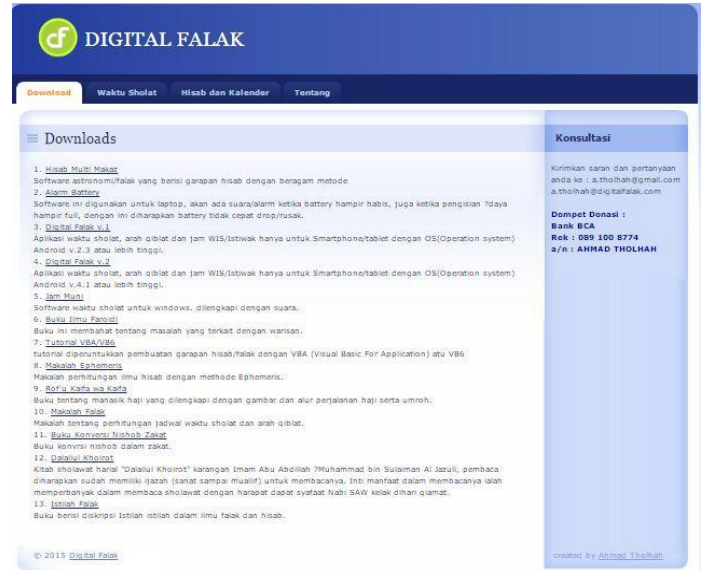 DIGITAL FALAK
Download
Waktu Sholat
Hisab dan Kalender
Tentang
Downloads
1. Hisab Multi Makaz
Software astronomi/falak yang berisi garapan hisab dengan beragam metode
2. Alarm Battery
Software ini digunakan untuk laptop, akan ada suara/alarm ketika battery hampir habis, juga ketika pengisian ?daya
hampir full, dengan ini diharapkan battery tidak cepat drop/rusak.
3. Digital Falak v.1
Aplikasi waktu sholat, arah qiblat dan jam WIS/Istiwak hanya untuk Smartphone/tablet dengan OS(Operation system)
Android v.2.3 atau lebih tinggi.
4. Digital Falak v.2
Aplikasi waktu sholat, arah qiblat dan jam WIS/Istiwak hanya untuk Smartphone/tablet dengan OS(Operation system)
Android v.4.1 atau lebih tinggi.
5. Jam Muni
Software waktu sholat untuk windows. dilengkapi dengan suara.
6. Buku Ilmu Faroidl
Buku ini membahat tentang masalah yang terkait dengan warisan.
7. Tutorial VBA/VB6
tutorial diperuntukkan pembuatan garapan hisab/falak dengan VBA (Visual Basic For Application) atu VB6
8. Makalah Ephemeris
Makalah perhitungan ilmu hisab dengan methode Ephemeris.
9. Rof'u Kaifa wa Kaifa
Buku tentang manasik haji yang dilengkapi dengan gambar dan alur perjalanan haji serta umroh.
10. Makalah Falak
Makalah tentang perhitungan jadwal waktu sholat dan arah qiblat.
11. Buku Konversi Nishob Zakat
Buku konvrsi nishob dalam zakat.
12. Dalailul Khoirot
Kitab sholawat harial "Dalailul Khoirot" karangan Imam Abu Abdillah ?Muhammad bin Sulaiman Al Jazuli, pembaca
diharapkan sudah memiliki ijazah (sanat sampai muallif) untuk membacanya. Inti manfaat dalam membacanya ialah
memperbanyak dalam membaca sholawat dengan harapat dapat syafaat Nabi SAW kelak dihari qiamat.
13. Istilah Falak
Buku berisi diskripsi Istilah istilah dalam ilmu falak dan hisab.
Konsultasi
Kirimkan saran dan pertanyaan
anda ke : a.tholhah@gmail.com
a.tholhah@digitalfalak.com
Dompet Donasi :
Bank BCA
Rek : 089 100 8774
a/n : AHMAD THOLHAH
© 2015 Digital Falak
created by Ahmad Tholhah